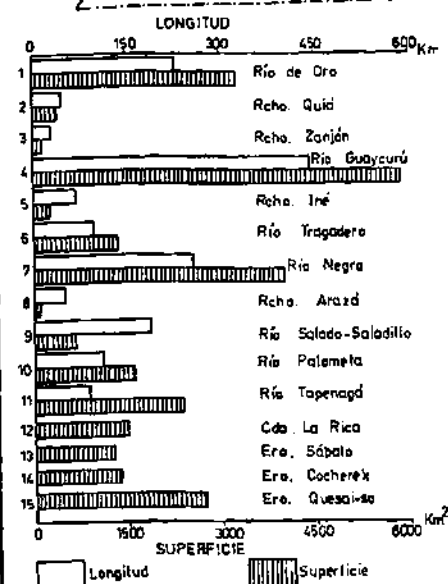 LONGITUD
0 150 300 450 600 Km
1 Río de Oro
2 Rcho. Quiá
3 Rcho. Zanjón
4 Río Guaycurú
5 Rcho. Iné
6 Río Tragadero
7 Río Negro
8 Rcho. Arazá
9 Río Salado-Saladillo
10 Río Palometa
11 Río Tapenagá
12 Cda. La Rica
13 Ero. Sábalo
14 Ero. Cocherek
15 Ero. Quesai-so
0 1500 3000 4500 6000 Km²
SUPERFICIE
Longitud Superficie